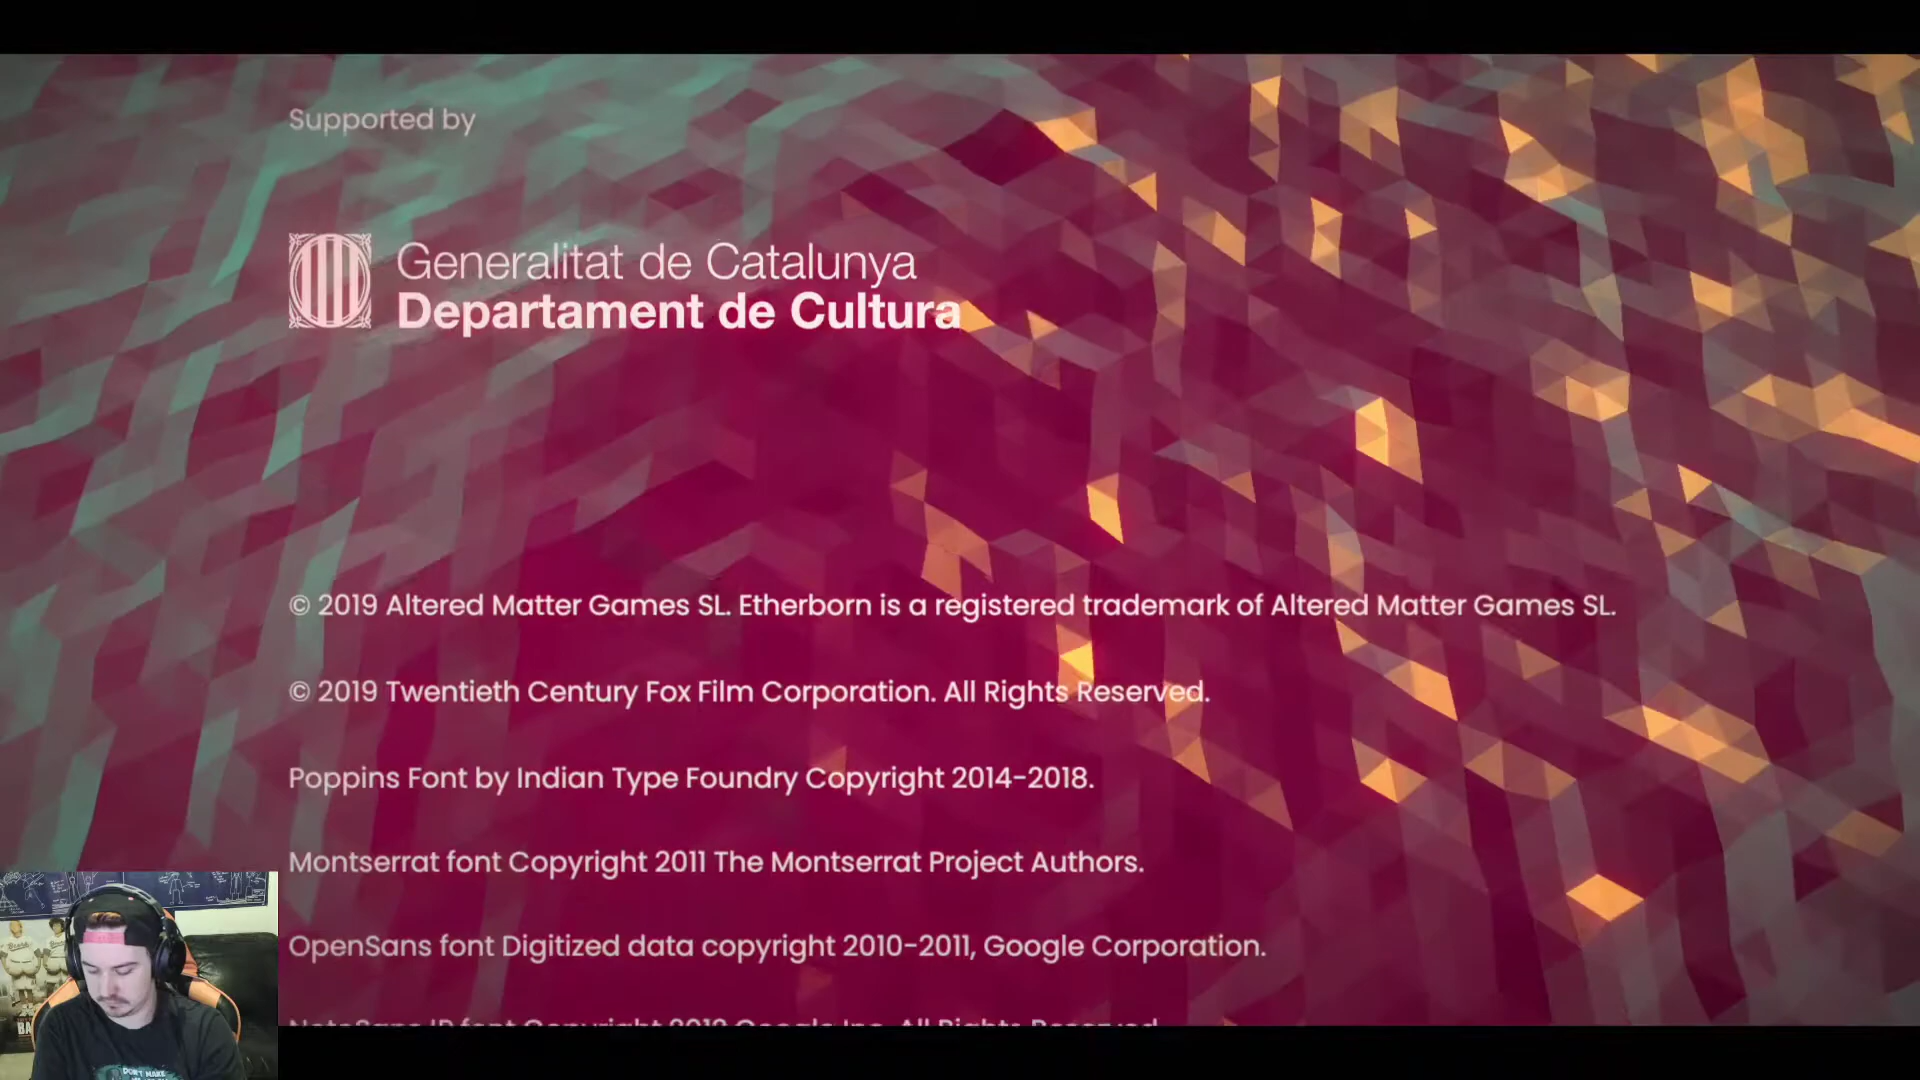 Supported by
Generalitat de Catalunya
Departament de Cultura
© 2019 Altered Matter Games SL. Etherborn is a registered trademark of Altered Matter Games SL.
© 2019 Twentieth Century Fox Film Corporation. All Rights Reserved.
Poppins Font by Indian Type Foundry Copyright 2014-2018.
Montserrat font Copyright 2011 The Montserrat Project Authors.
OpenSans font Digitized data copyright 2010-2011, Google Corporation.
DON'T MAKE